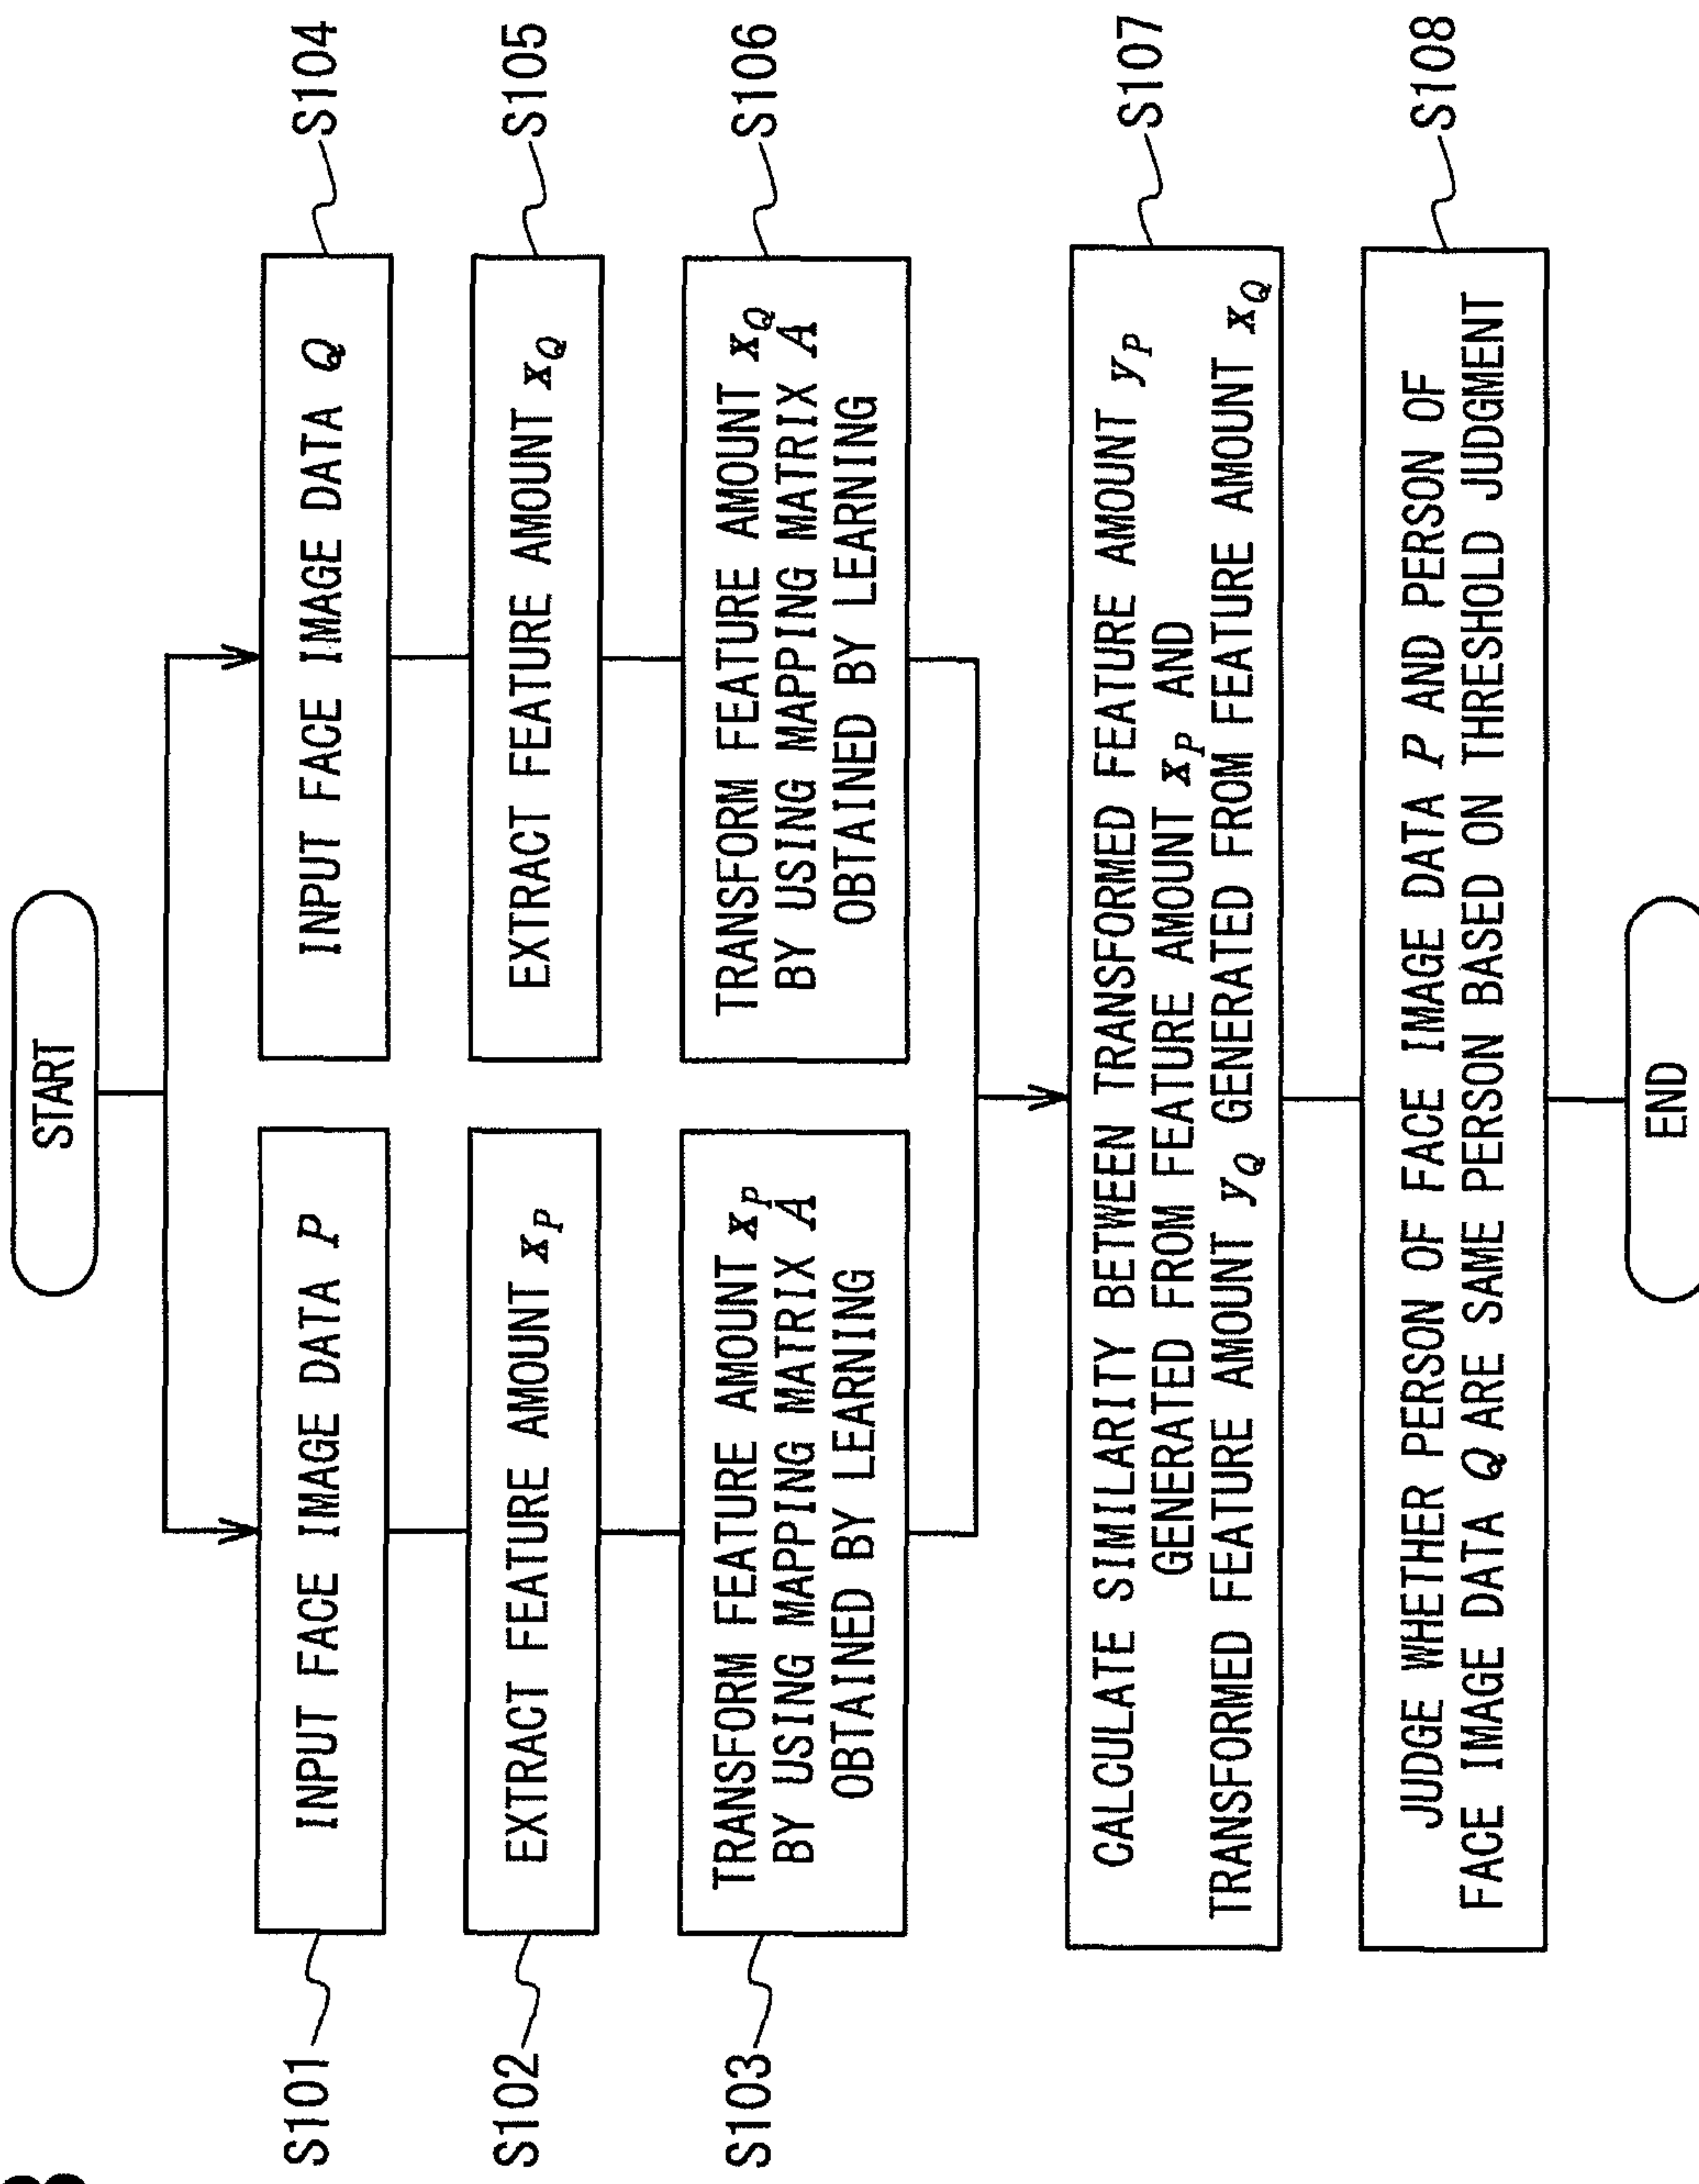 START
S101
INPUT FACE IMAGE DATA P
S102
EXTRACT FEATURE AMOUNT x_P
S103
TRANSFORM FEATURE AMOUNT x_P
BY USING MAPPING MATRIX A
OBTAINED BY LEARNING
INPUT FACE IMAGE DATA Q
S104
EXTRACT FEATURE AMOUNT x_Q
S105
TRANSFORM FEATURE AMOUNT x_Q
BY USING MAPPING MATRIX A
OBTAINED BY LEARNING
S106
CALCULATE SIMILARITY BETWEEN TRANSFORMED FEATURE AMOUNT y_P
GENERATED FROM FEATURE AMOUNT x_P AND
TRANSFORMED FEATURE AMOUNT y_Q GENERATED FROM FEATURE AMOUNT x_Q
S107
JUDGE WHETHER PERSON OF FACE IMAGE DATA P AND PERSON OF
FACE IMAGE DATA Q ARE SAME PERSON BASED ON THRESHOLD JUDGMENT
S108
END